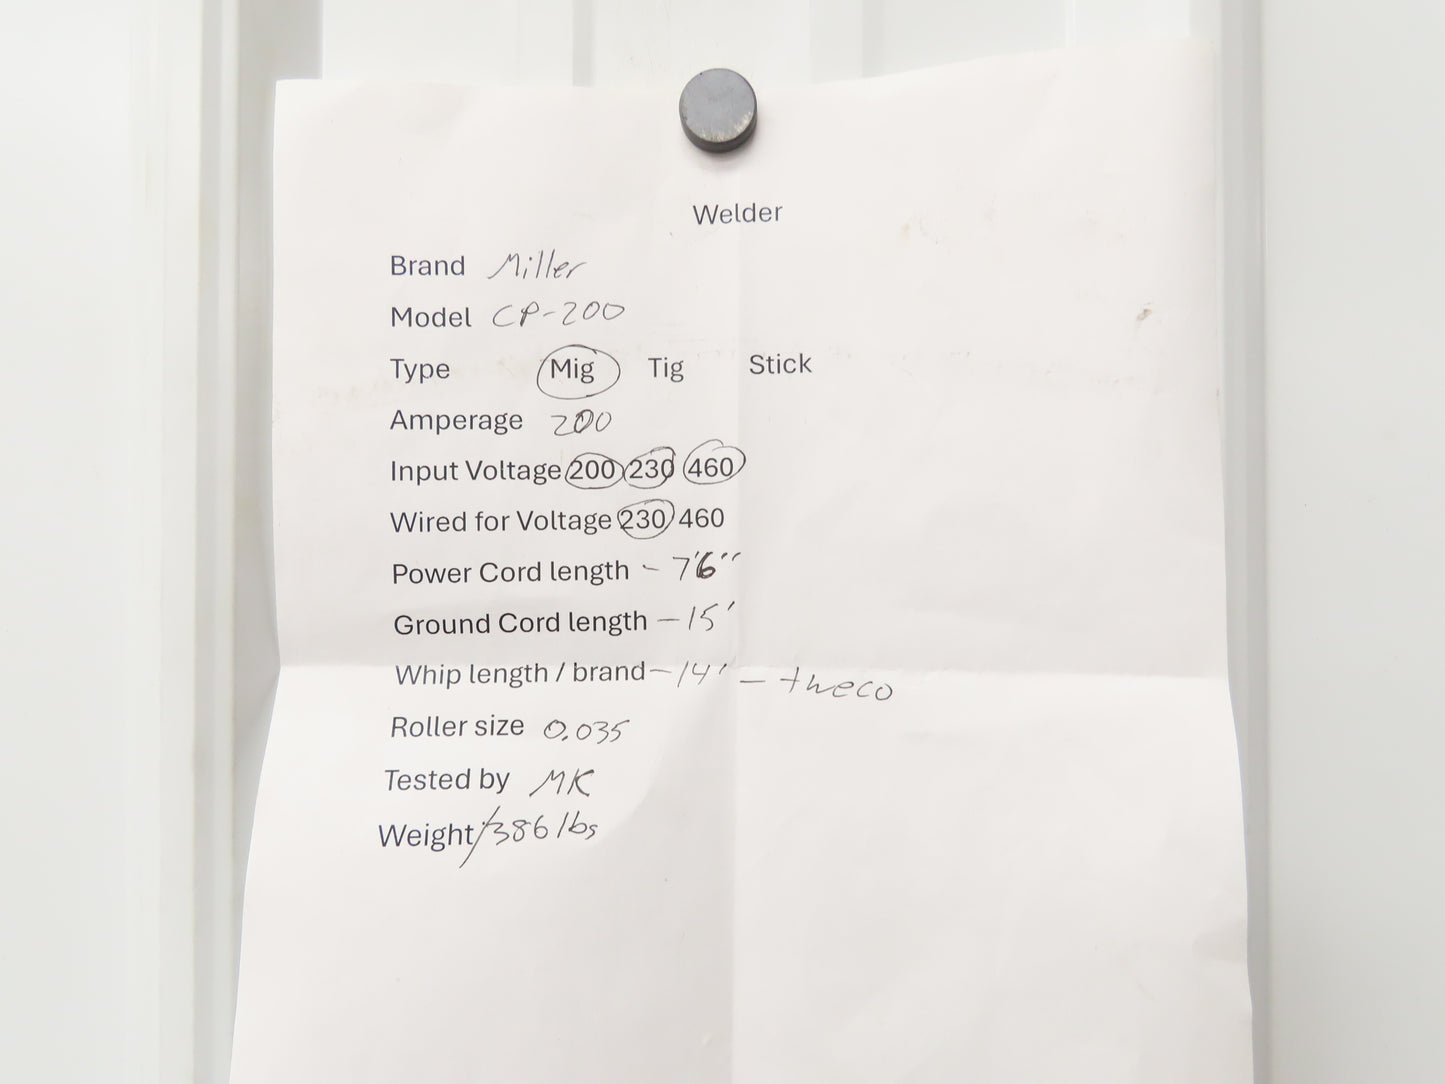 Welder
Brand Miller
Model CP-200
Type Mig Tig Stick
Amperage 200
Input Voltage 200 230 460
Wired for Voltage 230 460
Power Cord length - 7'6"
Ground Cord length - 15'
Whip length / brand - 14' - tweco
Roller size 0.035
Tested by MK
Weight / 386 lbs